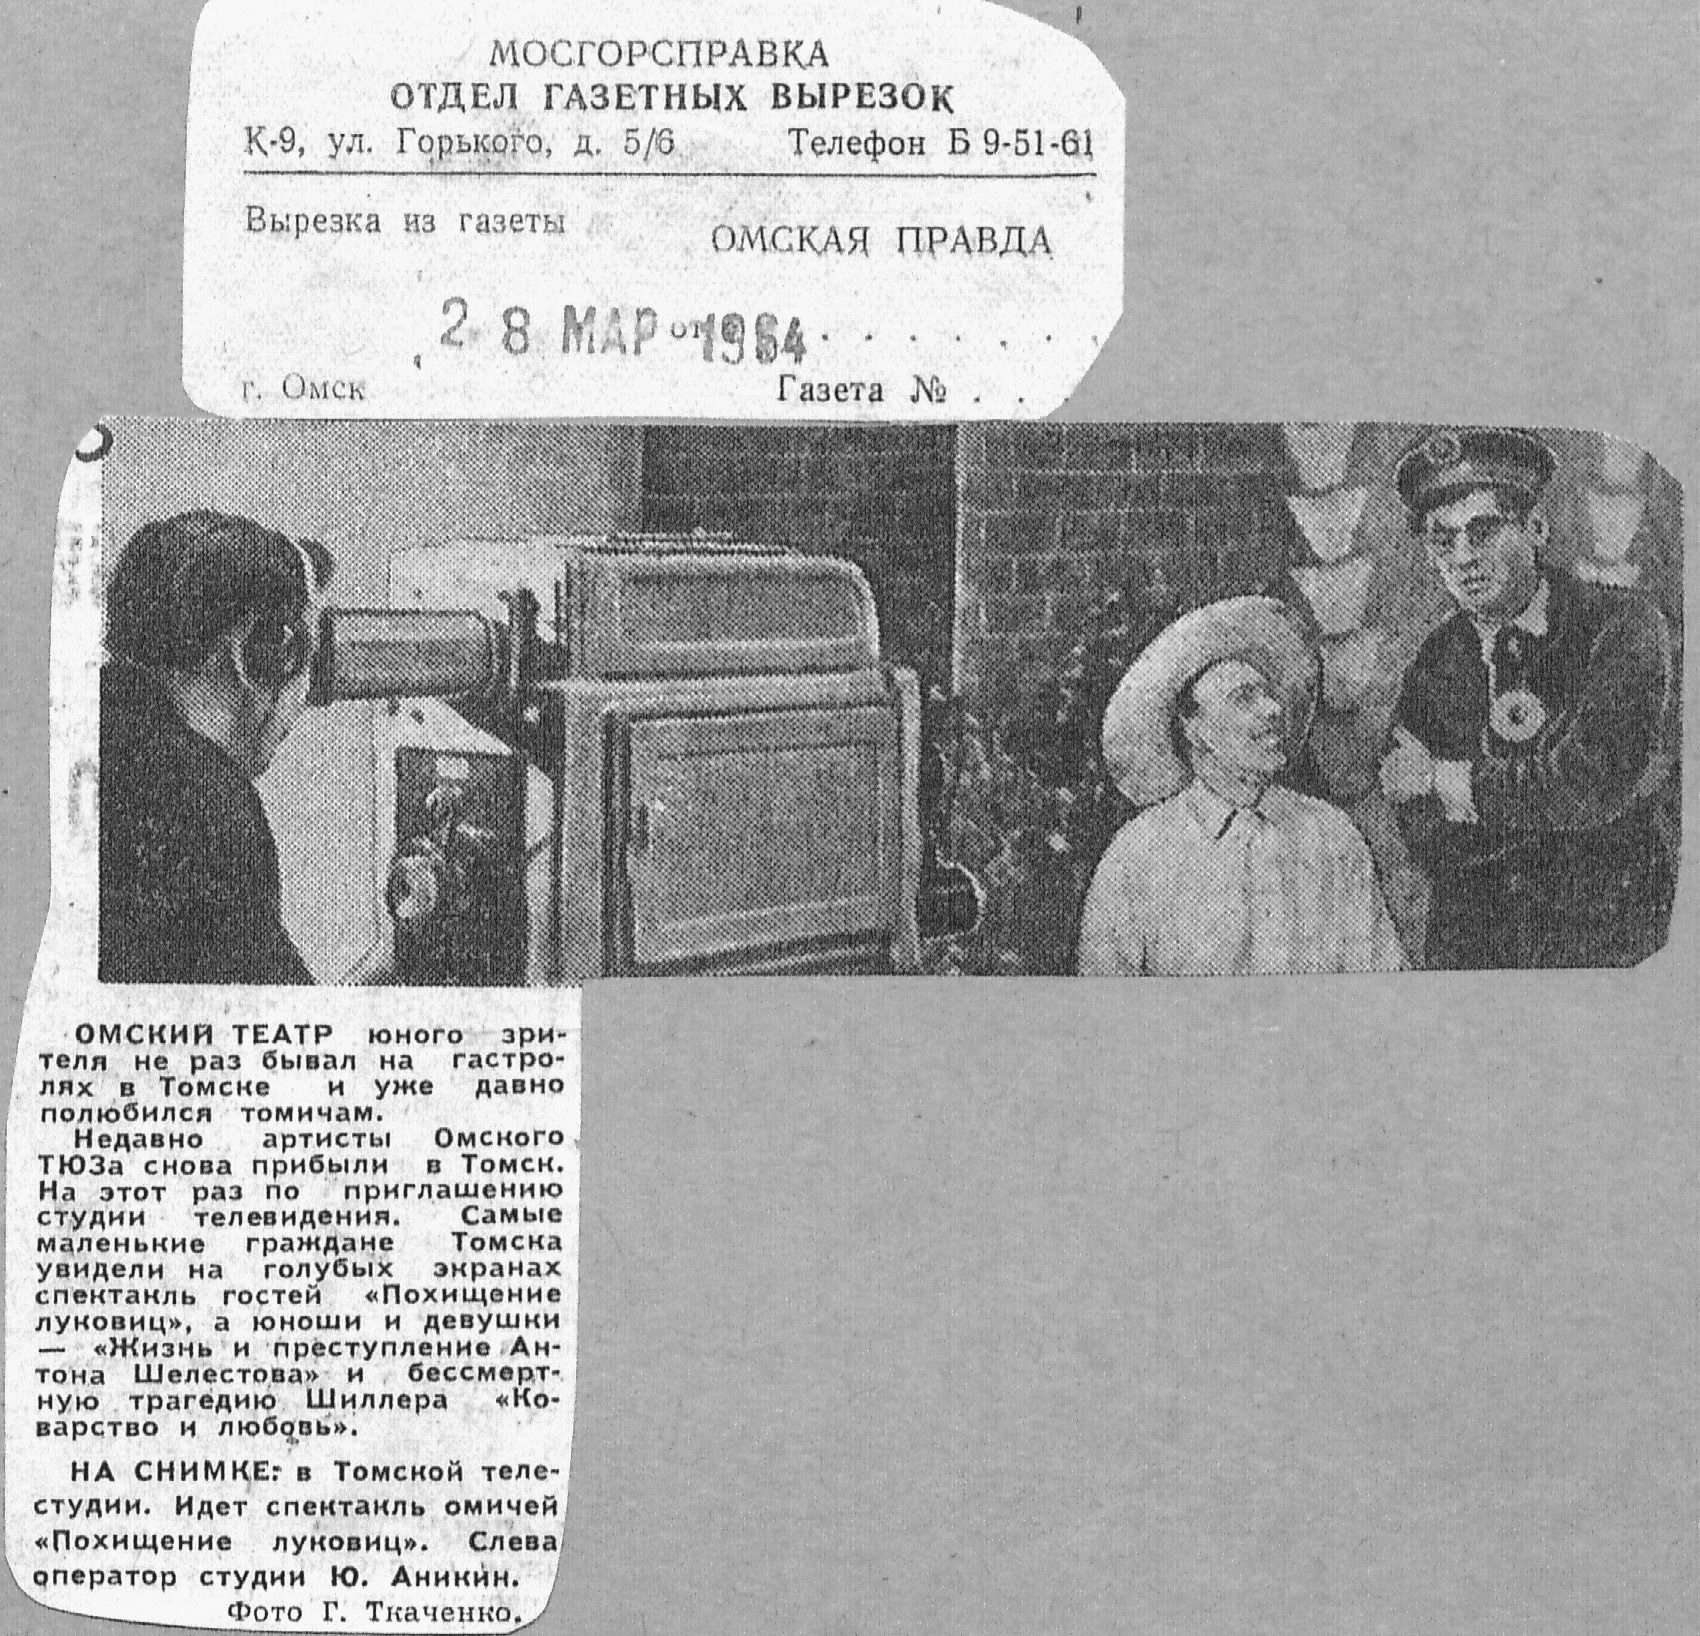 МОСГОРСПРАВКА
ОТДЕЛ ГАЗЕТНЫХ ВЫРЕЗОК
К-9, ул. Горького, д. 5/6 Телефон Б 9-51-61
Вырезка из газеты
ОМСКАЯ ПРАВДА
28 МАР 1964
от . . . . . . .
г. Омск Газета № . . .
ОМСКИЙ ТЕАТР юного зри-
теля не раз бывал на гастро-
лях в Томске и уже давно
полюбился томичам.
Недавно артисты Омского
ТЮЗа снова прибыли в Томск.
На этот раз по приглашению
студии телевидения. Самые
маленькие граждане Томска
увидели на голубых экранах
спектакль гостей «Похищение
луковиц», а юноши и девушки
— «Жизнь и преступление Ан-
тона Шелестова» и бессмерт-
ную трагедию Шиллера «Ко-
варство и любовь».
НА СНИМКЕ: в Томской теле-
студии. Идет спектакль омичей
«Похищение луковиц». Слева
оператор студии Ю. Аникин.
Фото Г. Ткаченко.